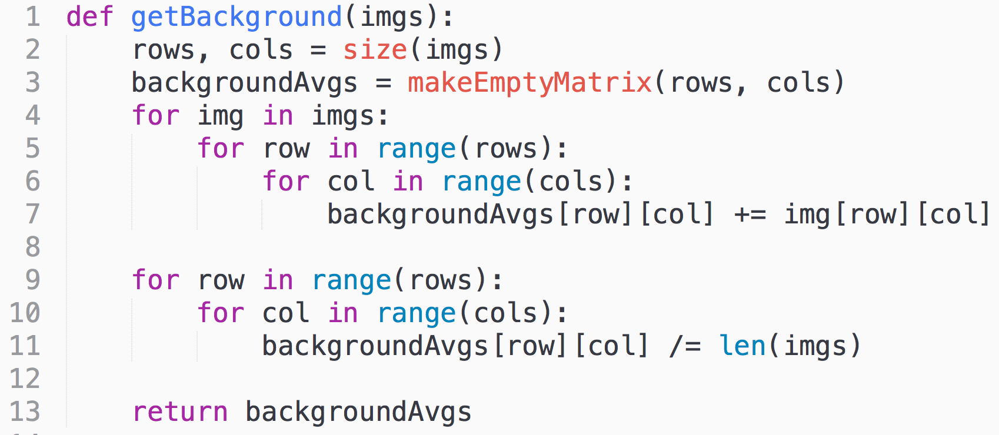 1 def getBackground(imgs):
2     rows, cols = size(imgs)
3     backgroundAvgs = makeEmptyMatrix(rows, cols)
4     for img in imgs:
5         for row in range(rows):
6             for col in range(cols):
7                 backgroundAvgs[row][col] += img[row][col]
8
9     for row in range(rows):
10         for col in range(cols):
11             backgroundAvgs[row][col] /= len(imgs)
12
13     return backgroundAvgs